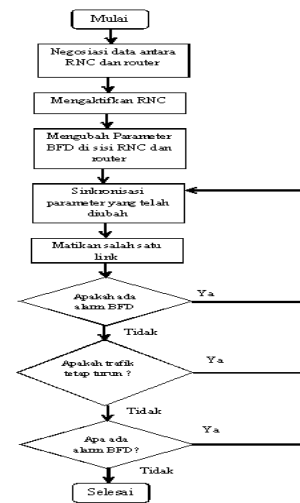 Mulai
Negosiasi data antara
RNC dan router
Mengaktifkan RNC
Mengubah Parameter
BFD di sisi RNC dan
router
Sinkronisasi
parameter yang telah
diubah
Matikan salah satu
link
Apakah ada
alarm BFD
Ya
Tidak
Apakah trafik
tetap turun ?
Ya
Tidak
Apa ada
alarm BFD ?
Ya
Tidak
Selesai